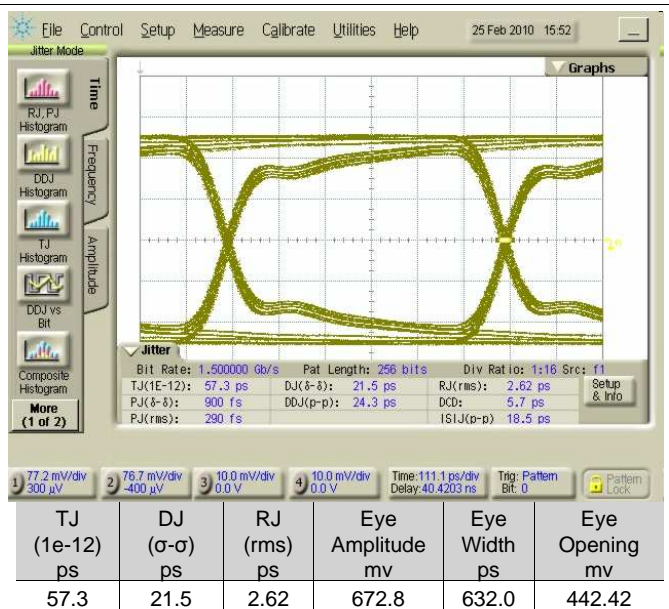 File Control Setup Measure Calibrate Utilities Help 25 Feb 2010 15:52
Jitter Mode
Graphs
RJ, PJ
Histogram
DDJ
Histogram
TJ
Histogram
DDJ vs
Bit
Composite
Histogram
More
(1 of 2)
Time
Frequency
Amplitude
Jitter
Bit Rate: 1.500000 Gb/s Pat Length: 256 bits Div Ratio: 1:16 Src: f1
TJ(1E-12): 57.3 ps DJ(δ-δ): 21.5 ps RJ(rms): 2.62 ps
PJ(δ-δ): 900 fs DDJ(p-p): 24.3 ps DCD: 5.7 ps
PJ(rms): 290 fs ISIJ(p-p) 18.5 ps
Setup
& Info
1) 77.2 mV/div 300 µV
2) 76.7 mV/div -400 µV
3) 10.0 mV/div 0.0 V
4) 10.0 mV/div 0.0 V
Time:111.1 ps/div Delay:40.4203 ns
Trig: Pattern Bit: 0
Pattern Lock
TJ DJ RJ Eye Eye Eye
(1e-12) (σ-σ) (rms) Amplitude Width Opening
ps ps ps mv ps mv
57.3 21.5 2.62 672.8 632.0 442.42